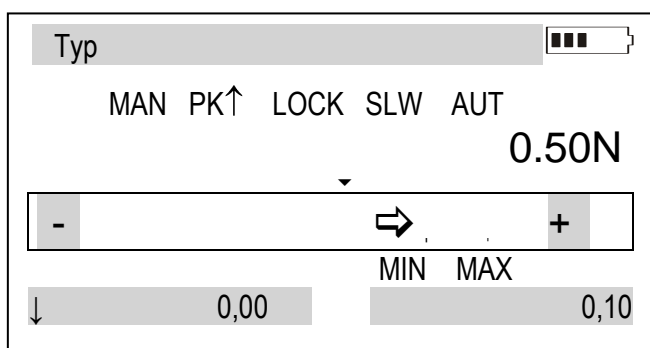 Typ
MAN PK↑ LOCK SLW AUT
0.50N
- +
MIN MAX
↓ 0,00 0,10